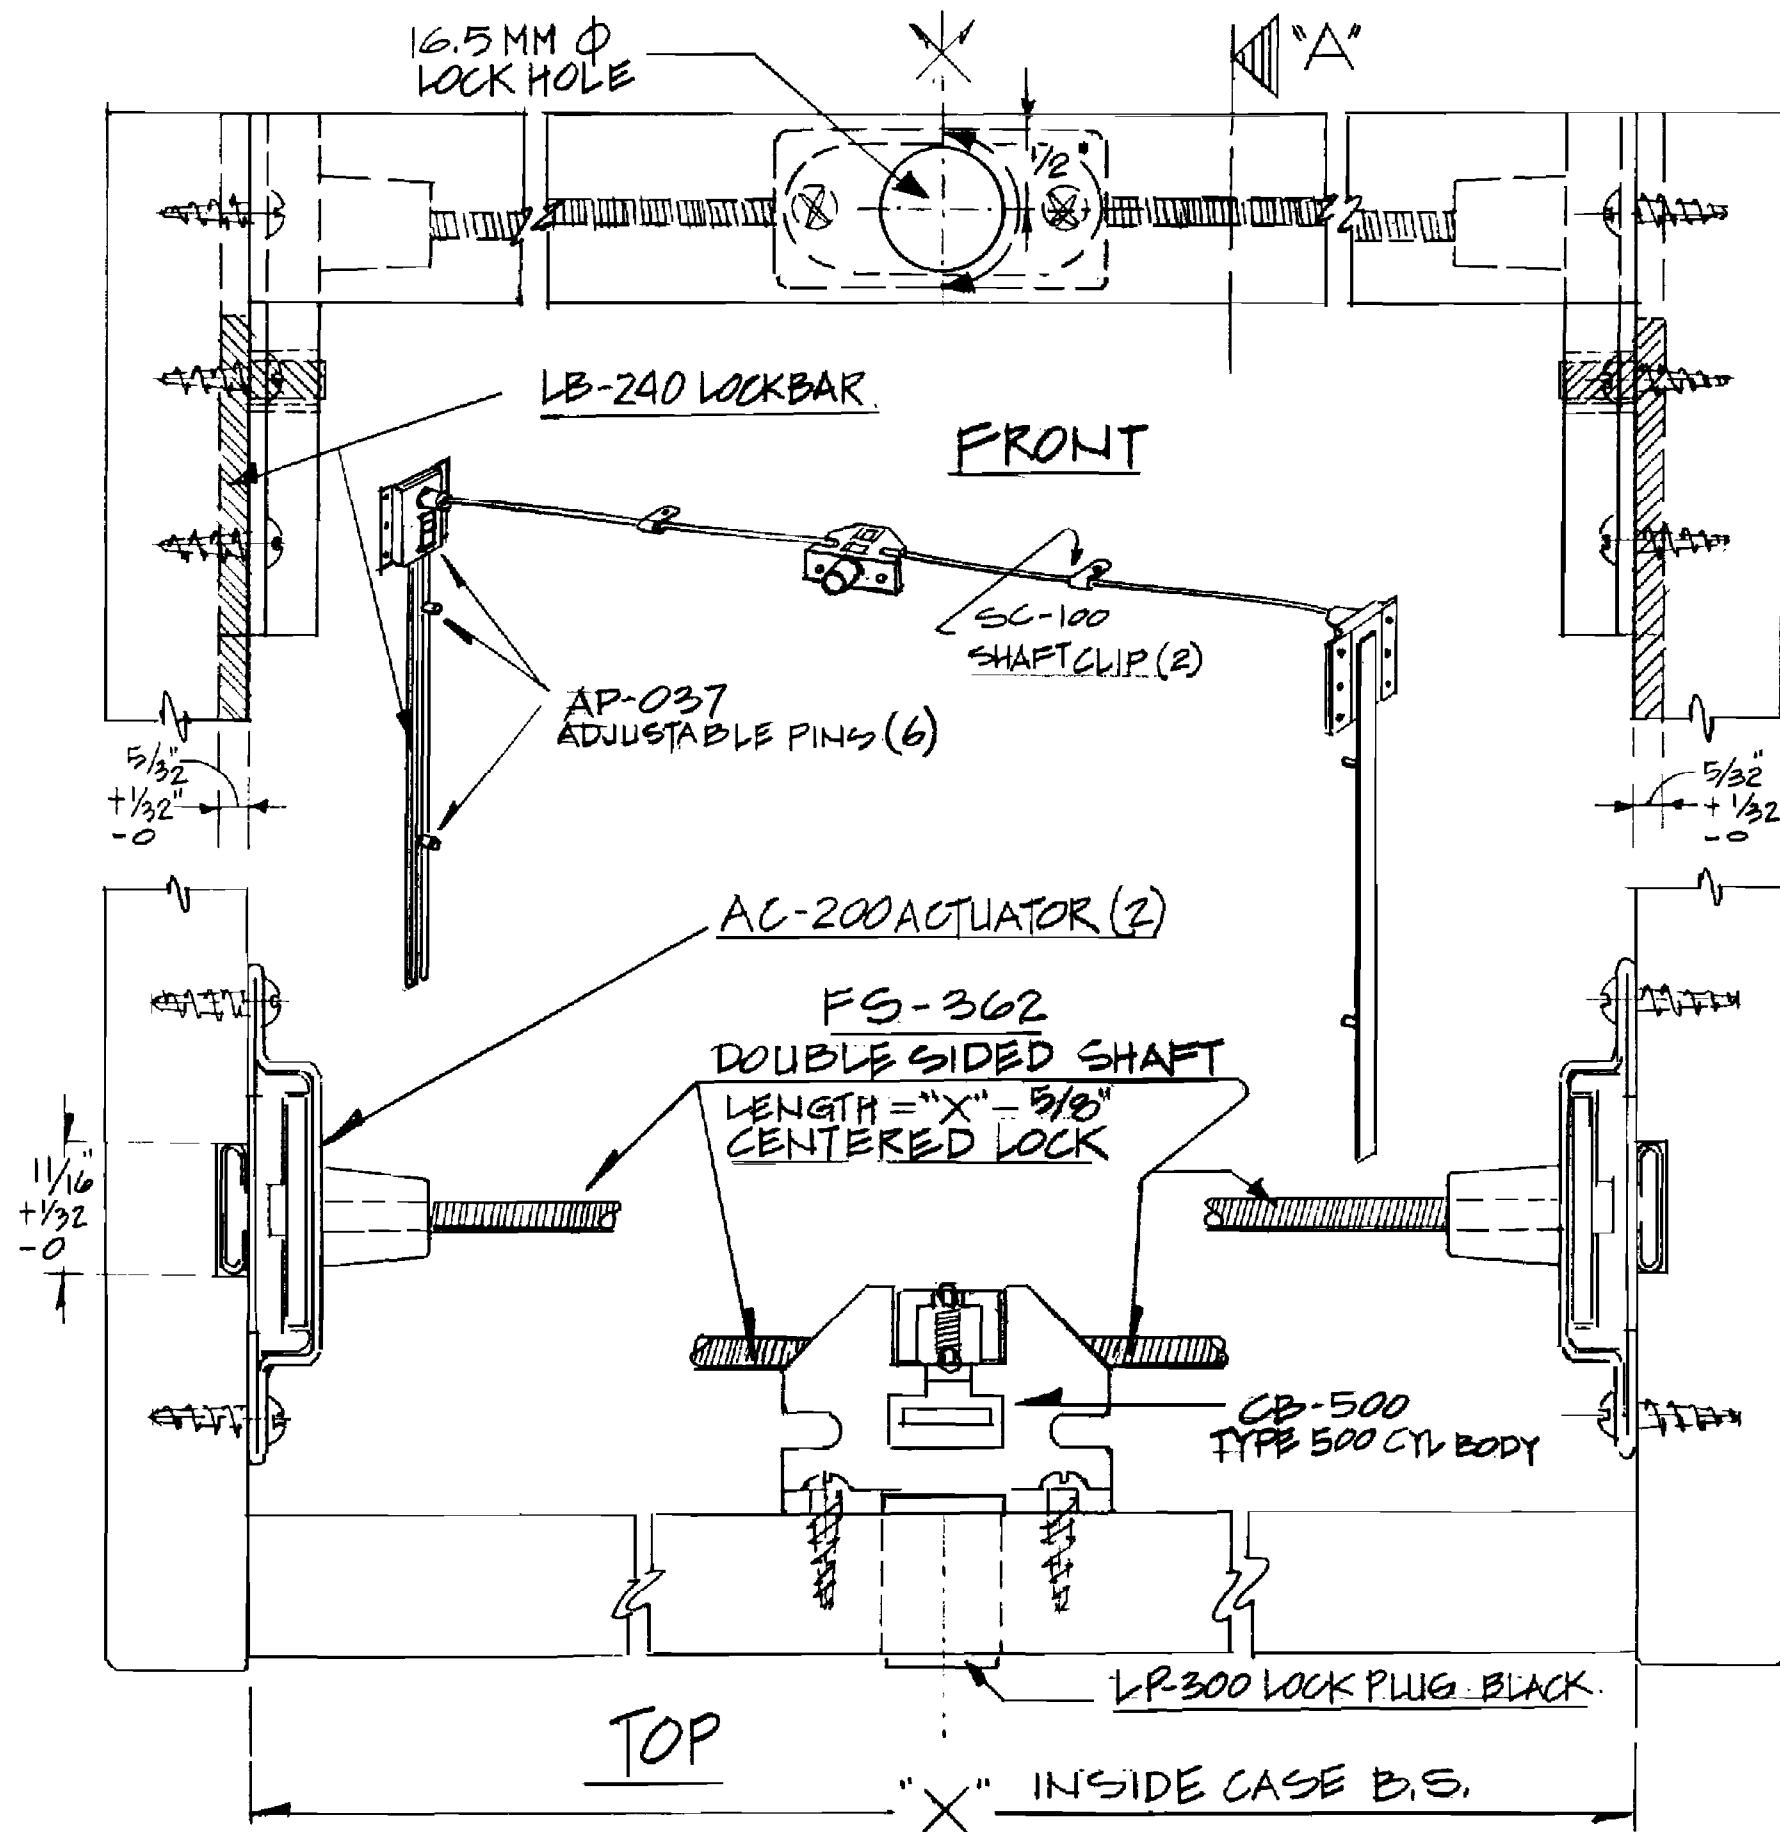 16.5 MM Φ
LOCK HOLE
"A"
1/2"
LB-240 LOCKBAR
FRONT
SC-100
SHAFT CLIP (2)
AP-037
ADJUSTABLE PINS (6)
5/32"
+1/32"
-0
5/32"
+1/32
-0
AC-200 ACTUATOR (2)
FS-362
DOUBLE SIDED SHAFT
LENGTH = "X" - 5/8"
CENTERED LOCK
11/16"
+1/32
-0
CB-500
TYPE 500 CYL BODY
LP-300 LOCK PLUG BLACK.
TOP
"X" INSIDE CASE B.S.